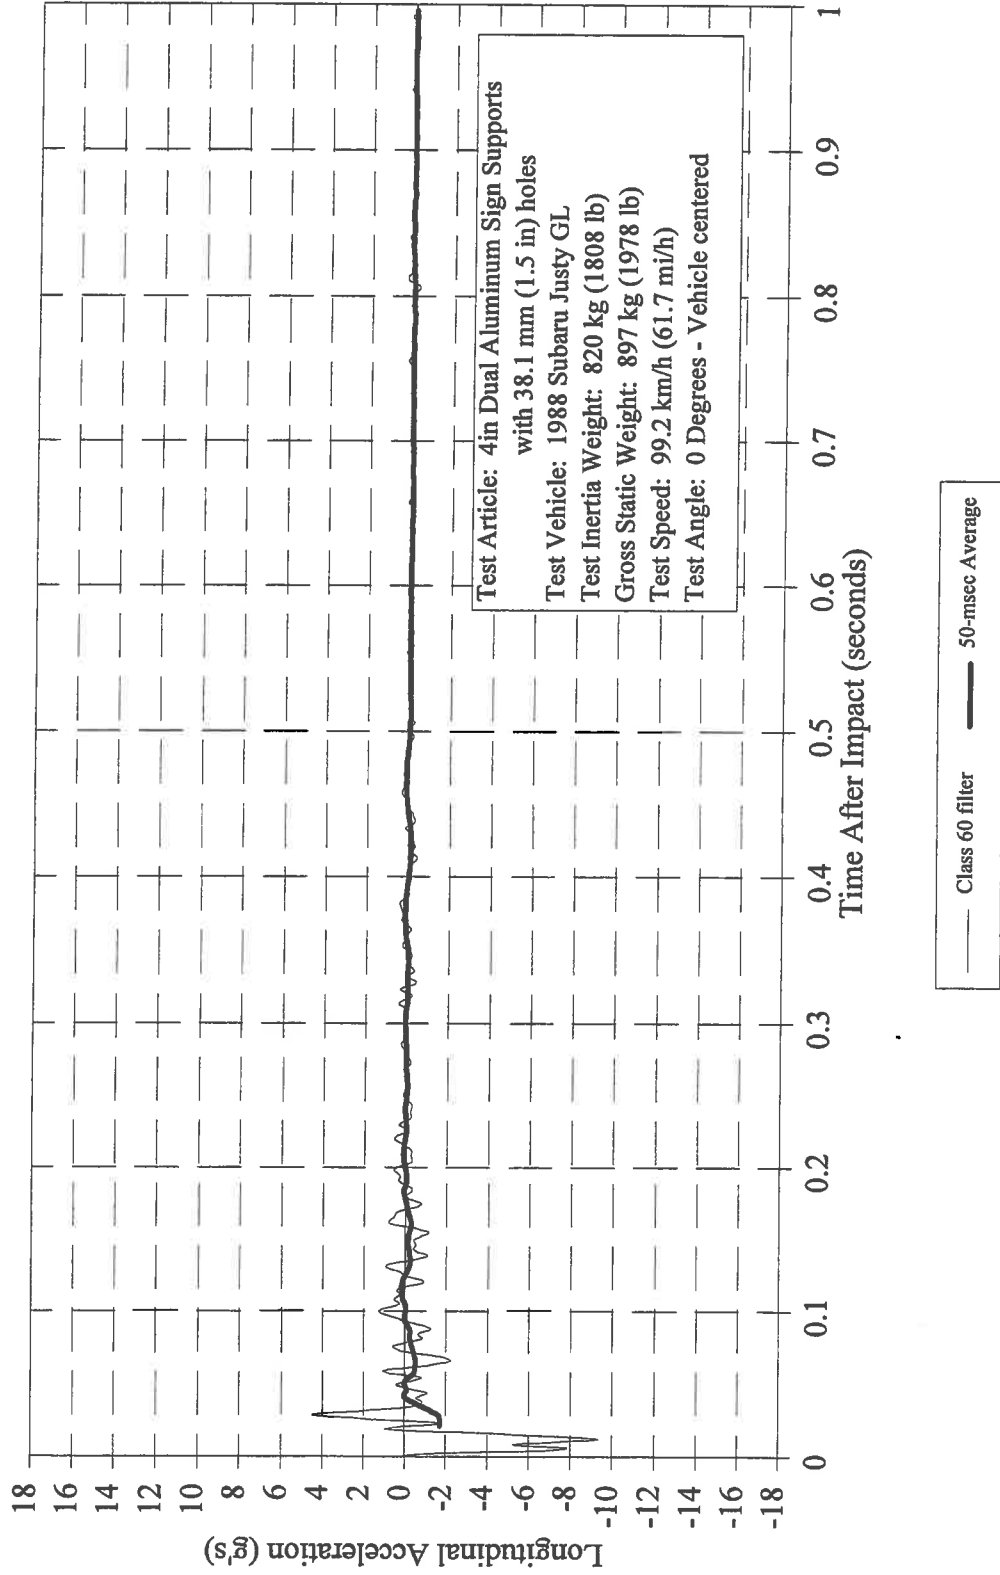 Longitudinal Acceleration (g's)
18
16
14
12
10
8
6
4
2
0
-2
-4
-6
-8
-10
-12
-14
-16
-18
0
0.1
0.2
0.3
0.4
0.5
0.6
0.7
0.8
0.9
1
Time After Impact (seconds)
Test Article: 4in Dual Aluminum Sign Supports
with 38.1 mm (1.5 in) holes
Test Vehicle: 1988 Subaru Justy GL
Test Inertia Weight: 820 kg (1808 lb)
Gross Static Weight: 897 kg (1978 lb)
Test Speed: 99.2 km/h (61.7 mi/h)
Test Angle: 0 Degrees - Vehicle centered
Class 60 filter
50-msec Average